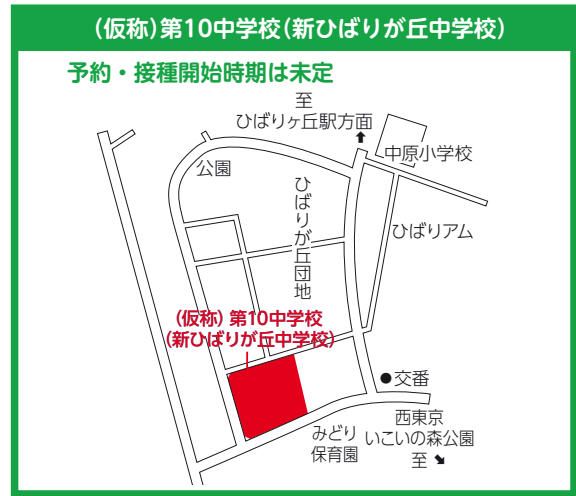 (仮称)第10中学校(新ひばりが丘中学校)
予約・接種開始時期は未定
至
ひばりヶ丘駅方面
中原小学校
公園
ひばりが丘団地
ひばりアム
(仮称) 第10中学校
(新ひばりが丘中学校)
交番
みどり
保育園
西東京
いこいの森公園
至